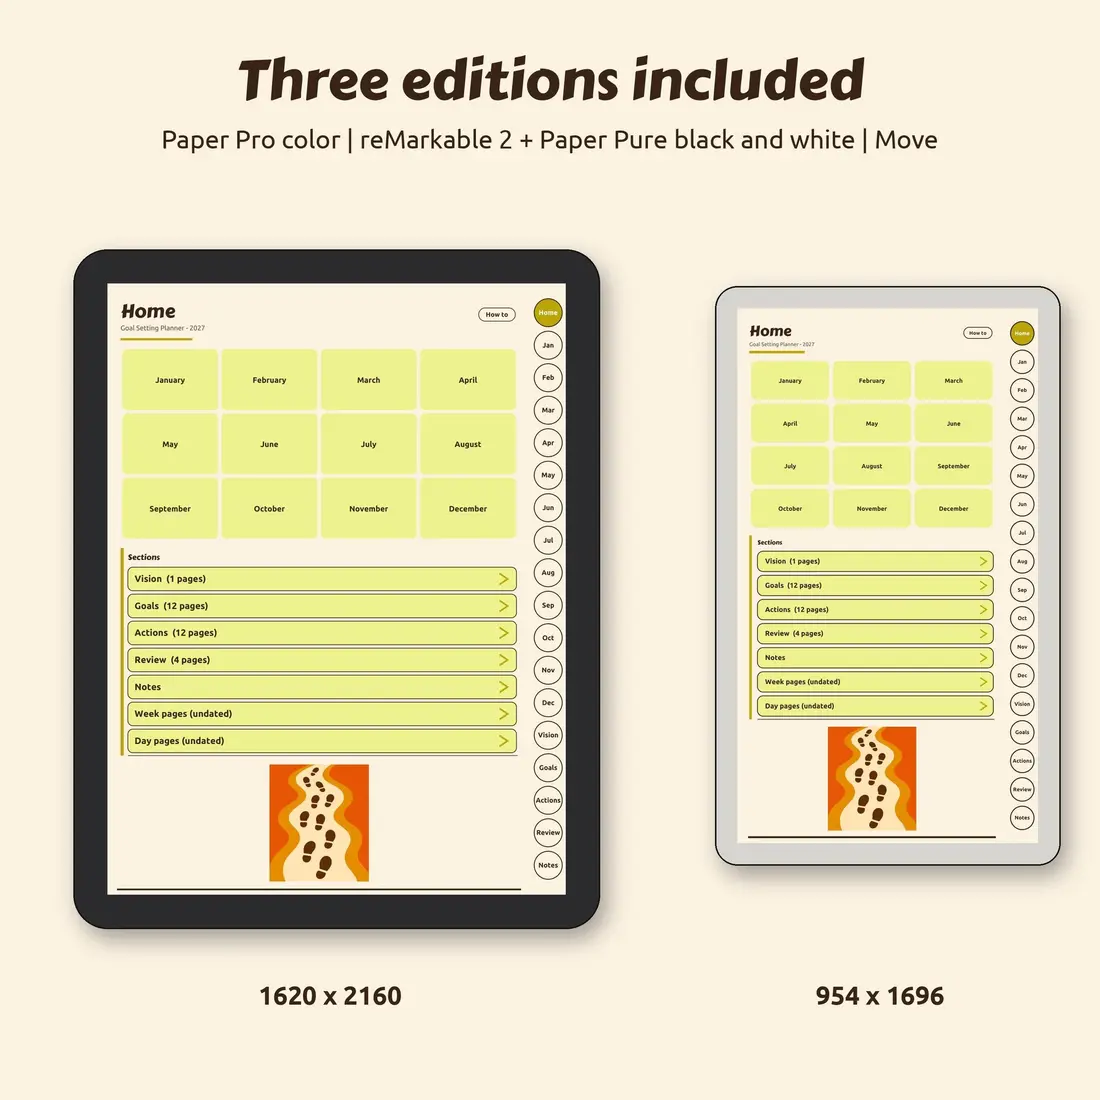 Three editions included
Paper Pro color | reMarkable 2 + Paper Pure black and white | Move
Home
Goal Setting Planner - 2027
How to
January February March April
May June July August
September October November December
Sections
Vision (1 pages)
Goals (12 pages)
Actions (12 pages)
Review (4 pages)
Notes
Week pages (undated)
Day pages (undated)
Home
Jan
Feb
Mar
Apr
May
Jun
Jul
Aug
Sep
Oct
Nov
Dec
Vision
Goals
Actions
Review
Notes
Home
Goal Setting Planner - 2027
How to
January February March
April May June
July August September
October November December
Sections
Vision (1 pages)
Goals (12 pages)
Actions (12 pages)
Review (4 pages)
Notes
Week pages (undated)
Day pages (undated)
Home
Jan
Feb
Mar
Apr
May
Jun
Jul
Aug
Sep
Oct
Nov
Dec
Vision
Goals
Actions
Review
Notes
1620 x 2160
954 x 1696